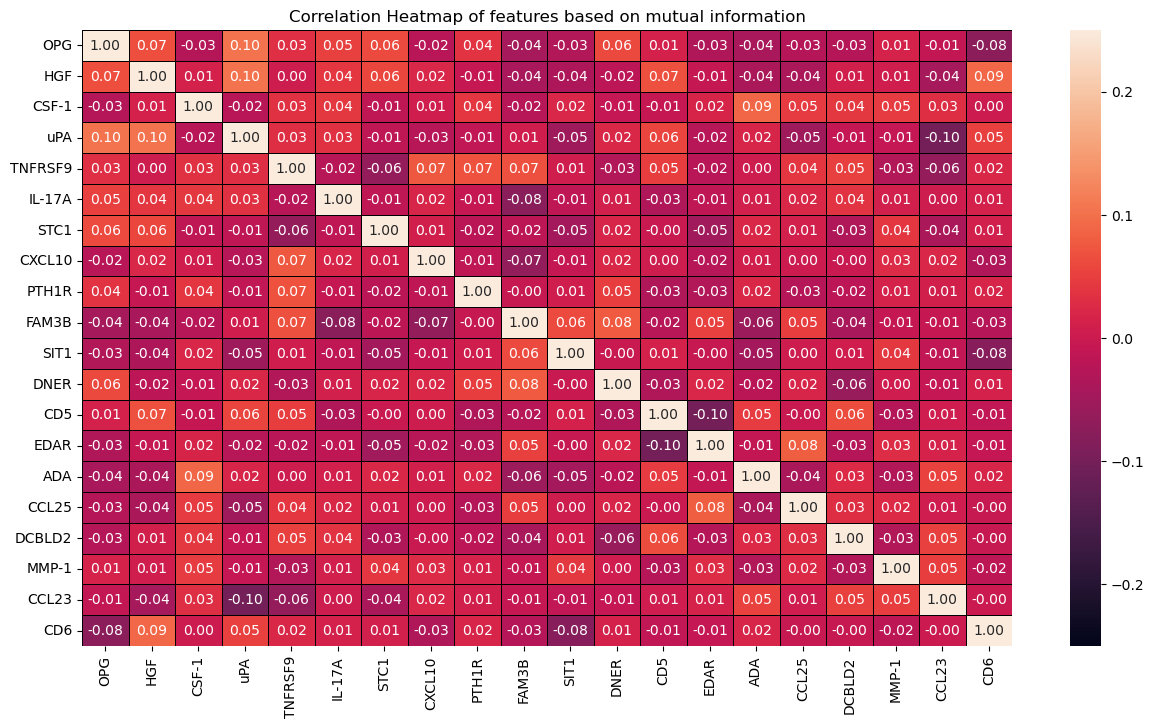 Correlation Heatmap of features based on mutual information
OPG 1.00 0.07 -0.03 0.10 0.03 0.05 0.06 -0.02 0.04 -0.04 -0.03 0.06 0.01 -0.03 -0.04 -0.03 -0.03 0.01 -0.01 -0.08
HGF 0.07 1.00 0.01 0.10 0.00 0.04 0.06 0.02 -0.01 -0.04 -0.04 -0.02 0.07 -0.01 -0.04 -0.04 0.01 0.01 -0.04 0.09
CSF-1 -0.03 0.01 1.00 -0.02 0.03 0.04 -0.01 0.01 0.04 -0.02 0.02 -0.01 -0.01 0.02 0.09 0.05 0.04 0.05 0.03 0.00
uPA 0.10 0.10 -0.02 1.00 0.03 0.03 -0.01 -0.03 -0.01 0.01 -0.05 0.02 0.06 -0.02 0.02 -0.05 -0.01 -0.01 -0.10 0.05
TNFRSF9 0.03 0.00 0.03 0.03 1.00 -0.02 -0.06 0.07 0.07 0.07 0.01 -0.03 0.05 -0.02 0.00 0.04 0.05 -0.03 -0.06 0.02
IL-17A 0.05 0.04 0.04 0.03 -0.02 1.00 -0.01 0.02 -0.01 -0.08 -0.01 0.01 -0.03 -0.01 0.01 0.02 0.04 0.01 0.00 0.01
STC1 0.06 0.06 -0.01 -0.01 -0.06 -0.01 1.00 0.01 -0.02 -0.02 -0.05 0.02 -0.00 -0.05 0.02 0.01 -0.03 0.04 -0.04 0.01
CXCL10 -0.02 0.02 0.01 -0.03 0.07 0.02 0.01 1.00 -0.01 -0.07 -0.01 0.02 0.00 -0.02 0.01 0.00 -0.00 0.03 0.02 -0.03
PTH1R 0.04 -0.01 0.04 -0.01 0.07 -0.01 -0.02 -0.01 1.00 -0.00 0.01 0.05 -0.03 -0.03 0.02 -0.03 -0.02 0.01 0.01 0.02
FAM3B -0.04 -0.04 -0.02 0.01 0.07 -0.08 -0.02 -0.07 -0.00 1.00 0.06 0.08 -0.02 0.05 -0.06 0.05 -0.04 -0.01 -0.01 -0.03
SIT1 -0.03 -0.04 0.02 -0.05 0.01 -0.01 -0.05 -0.01 0.01 0.06 1.00 -0.00 0.01 -0.00 -0.05 0.00 0.01 0.04 -0.01 -0.08
DNER 0.06 -0.02 -0.01 0.02 -0.03 0.01 0.02 0.02 0.05 0.08 -0.00 1.00 -0.03 0.02 -0.02 0.02 -0.06 0.00 -0.01 0.01
CD5 0.01 0.07 -0.01 0.06 0.05 -0.03 -0.00 0.00 -0.03 -0.02 0.01 -0.03 1.00 -0.10 0.05 -0.00 0.06 -0.03 0.01 -0.01
EDAR -0.03 -0.01 0.02 -0.02 -0.02 -0.01 -0.05 -0.02 -0.03 0.05 -0.00 0.02 -0.10 1.00 -0.01 0.08 -0.03 0.03 0.01 -0.01
ADA -0.04 -0.04 0.09 0.02 0.00 0.01 0.02 0.01 0.02 -0.06 -0.05 -0.02 0.05 -0.01 1.00 -0.04 0.03 -0.03 0.05 0.02
CCL25 -0.03 -0.04 0.05 -0.05 0.04 0.02 0.01 0.00 -0.03 0.05 0.00 0.02 -0.00 0.08 -0.04 1.00 0.03 0.02 0.01 -0.00
DCBLD2 -0.03 0.01 0.04 -0.01 0.05 0.04 -0.03 -0.00 -0.02 -0.04 0.01 -0.06 0.06 -0.03 0.03 0.03 1.00 -0.03 0.05 -0.00
MMP-1 0.01 0.01 0.05 -0.01 -0.03 0.01 0.04 0.03 0.01 -0.01 0.04 0.00 -0.03 0.03 -0.03 0.02 -0.03 1.00 0.05 -0.02
CCL23 -0.01 -0.04 0.03 -0.10 -0.06 0.00 -0.04 0.02 0.01 -0.01 -0.01 -0.01 0.01 0.01 0.05 0.01 0.05 0.05 1.00 -0.00
CD6 -0.08 0.09 0.00 0.05 0.02 0.01 0.01 -0.03 0.02 -0.03 -0.08 0.01 -0.01 -0.01 0.02 -0.00 -0.00 -0.02 -0.00 1.00
OPG HGF CSF-1 uPA TNFRSF9 IL-17A STC1 CXCL10 PTH1R FAM3B SIT1 DNER CD5 EDAR ADA CCL25 DCBLD2 MMP-1 CCL23 CD6
0.2
0.1
0.0
−0.1
−0.2